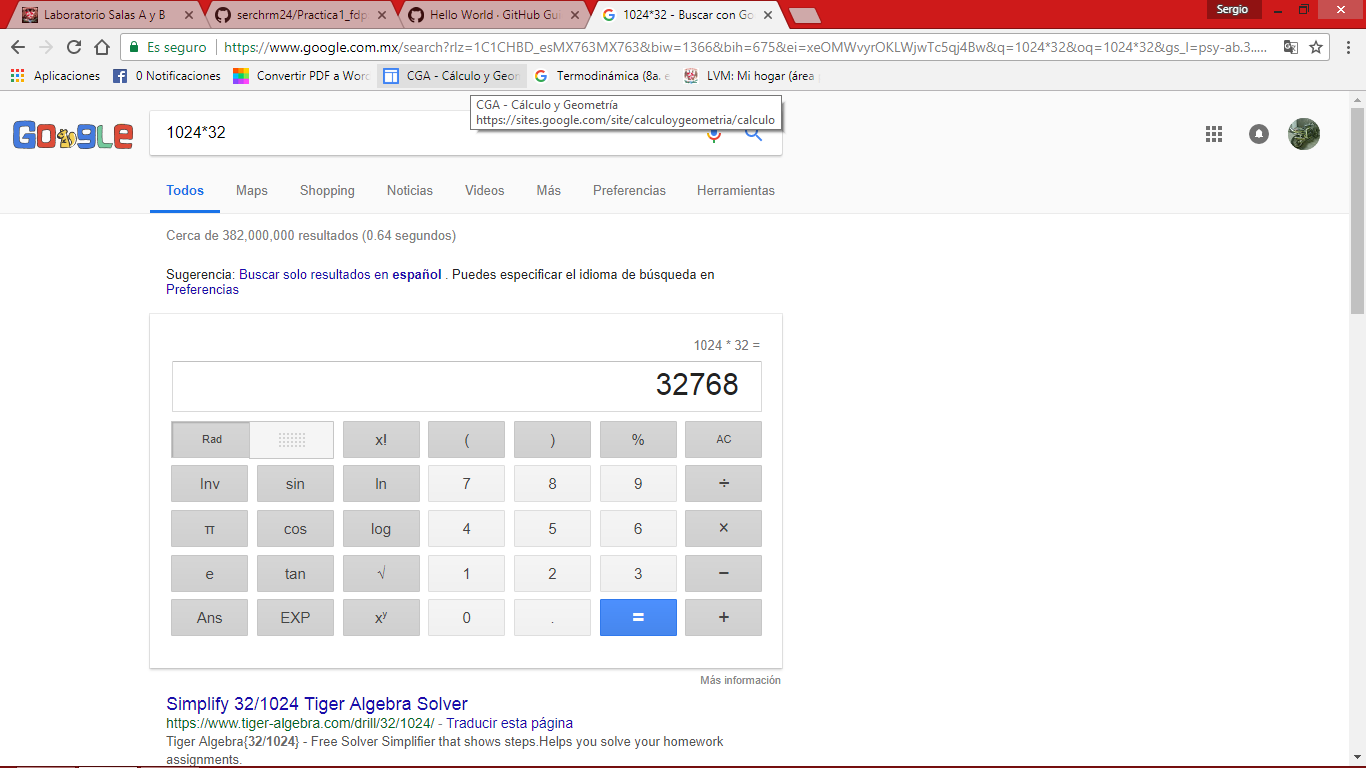 Laboratorio Salas A y B
serchrm24/Practica1_fdp
Hello World · GitHub Gui
1024*32 - Buscar con Go
Sergio
Es seguro
https://www.google.com.mx/search?rlz=1C1CHBD_esMX763MX763&biw=1366&bih=675&ei=xeOMWvyrOKLWjwTc5qj4Bw&q=1024*32&oq=1024*32&gs_l=psy-ab.3.....
Aplicaciones
0 Notificaciones
Convertir PDF a Word
CGA - Cálculo y Geom
Termodinámica (8a. e
LVM: Mi hogar (área p
CGA - Cálculo y Geometría
https://sites.google.com/site/calculoygeometria/calculo
Google
1024*32
Todos Maps Shopping Noticias Videos Más Preferencias Herramientas
Cerca de 382,000,000 resultados (0.64 segundos)
Sugerencia: Buscar solo resultados en español . Puedes especificar el idioma de búsqueda en
Preferencias
1024 * 32 =
32768
Rad x! ( ) % AC
Inv sin ln 7 8 9 ÷
π cos log 4 5 6 ×
e tan √ 1 2 3 −
Ans EXP xʸ 0 . = +
Más información
Simplify 32/1024 Tiger Algebra Solver
https://www.tiger-algebra.com/drill/32/1024/ - Traducir esta página
Tiger Algebra{32/1024} - Free Solver Simplifier that shows steps.Helps you solve your homework
assignments.